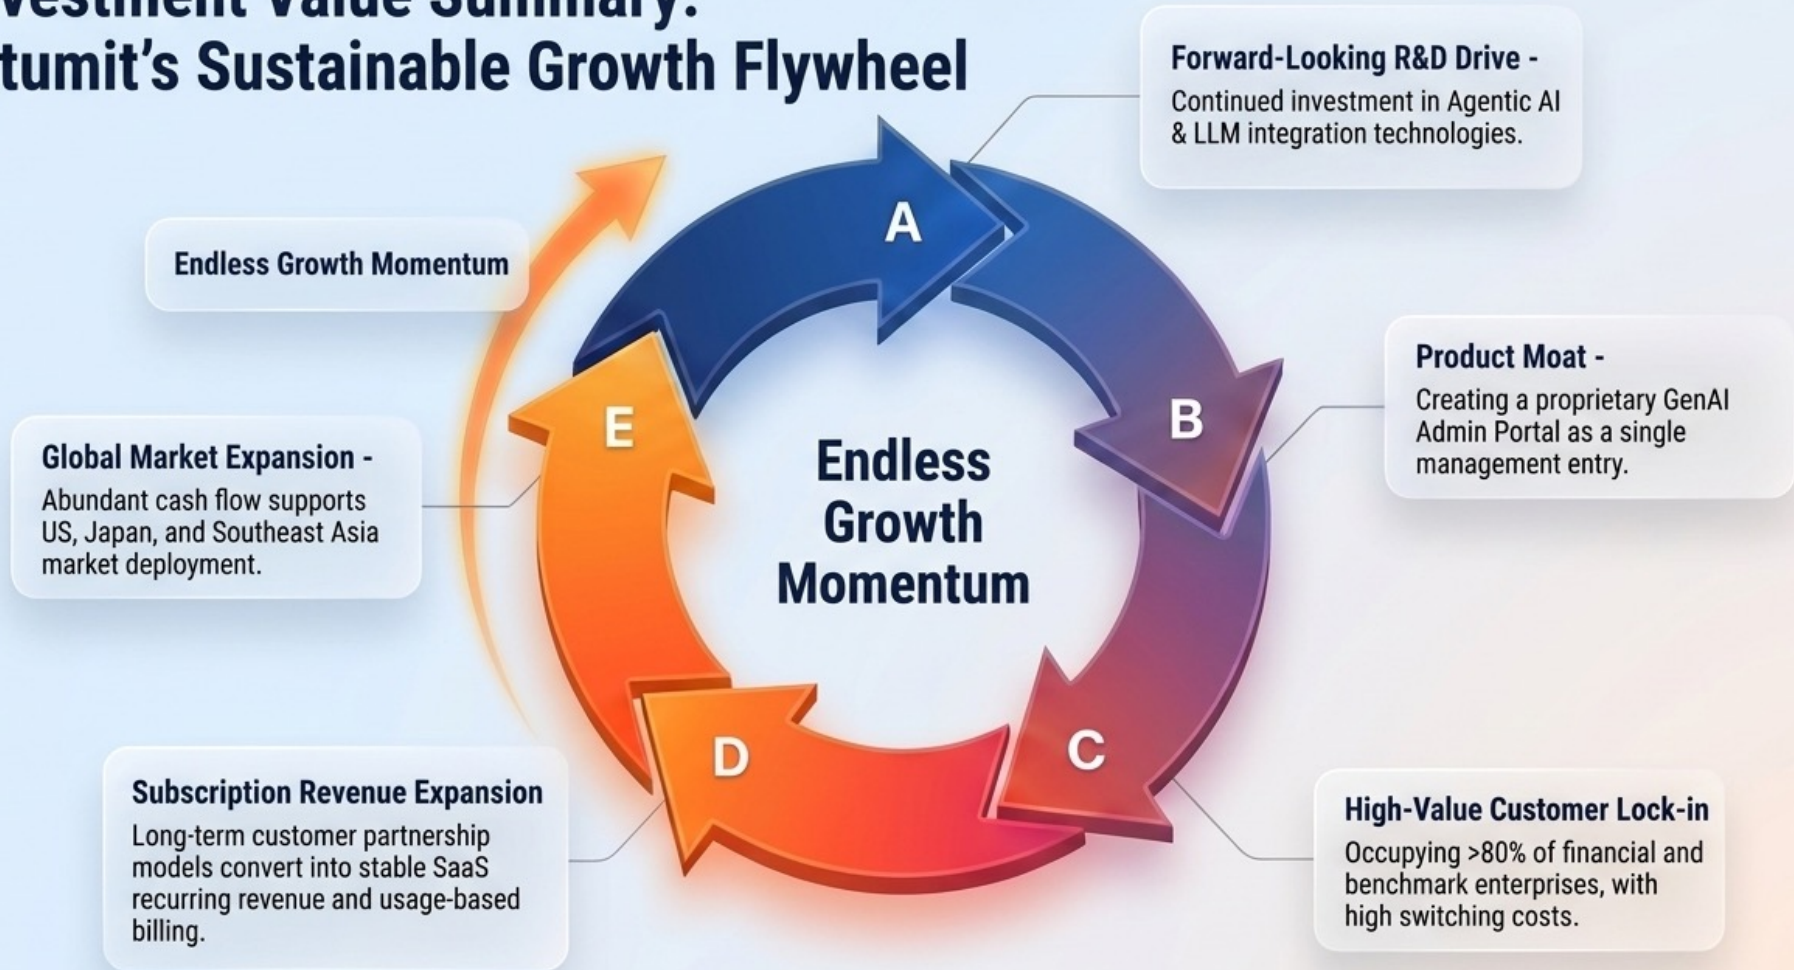 vestment Value Summary:
tumit’s Sustainable Growth Flywheel
Forward-Looking R&D Drive -
Continued investment in Agentic AI
& LLM integration technologies.
A
Endless Growth Momentum
B
Product Moat -
Creating a proprietary GenAI
Admin Portal as a single
management entry.
E
Global Market Expansion -
Abundant cash flow supports
US, Japan, and Southeast Asia
market deployment.
Endless
Growth
Momentum
C
D
Subscription Revenue Expansion
Long-term customer partnership
models convert into stable SaaS
recurring revenue and usage-based
billing.
High-Value Customer Lock-in
Occupying >80% of financial and
benchmark enterprises, with
high switching costs.